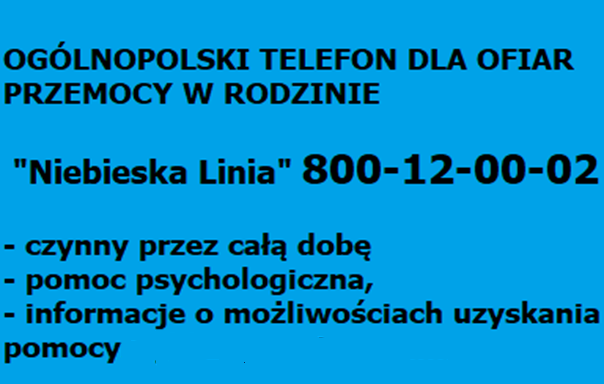 OGÓLNOPOLSKI TELEFON DLA OFIAR
PRZEMOCY W RODZINIE
"Niebieska Linia" 800-12-00-02
- czynny przez całą dobę
- pomoc psychologiczna,
- informacje o możliwościach uzyskania
pomocy